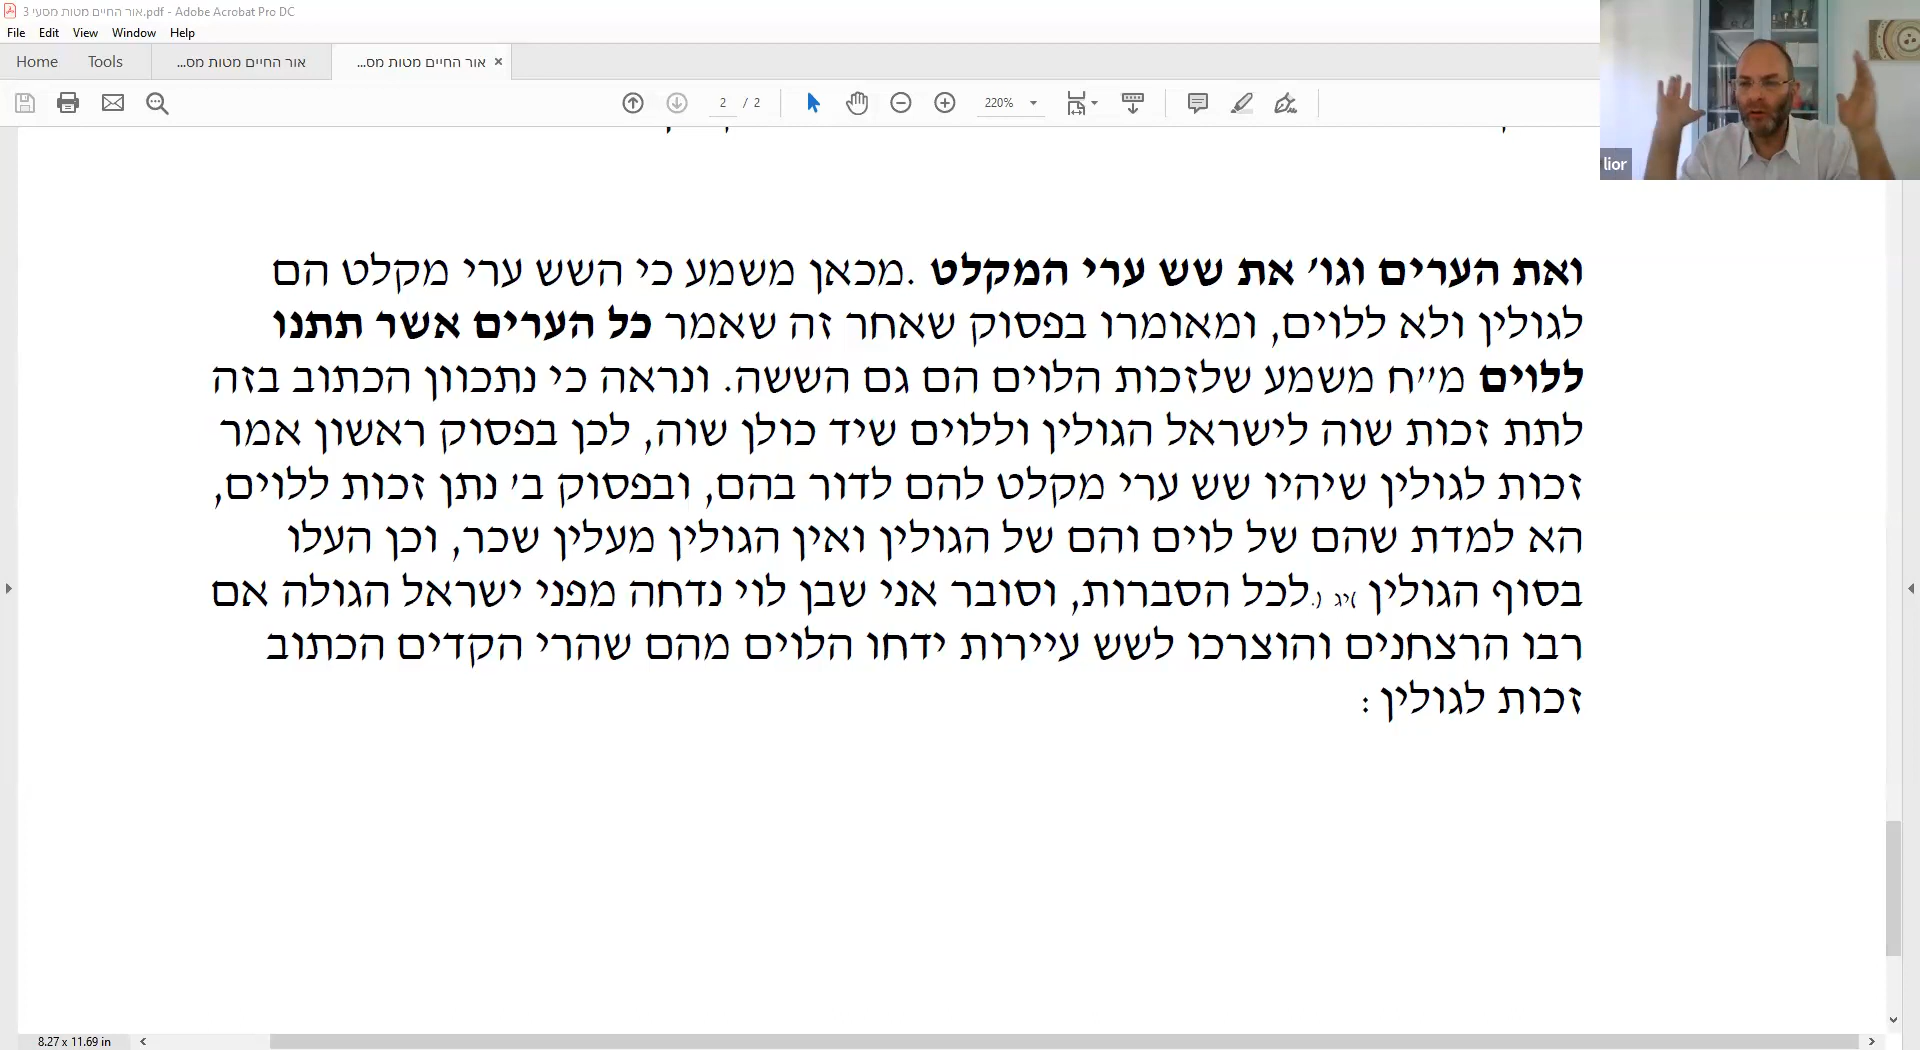 אור החיים מטות מסעי 3.pdf - Adobe Acrobat Pro DC
File Edit View Window Help
Home Tools אור החיים מטות מס... אור החיים מטות מס... ×
2 / 2 220%
lior
ואת הערים וגו׳ את שש ערי המקלט .מכאן משמע כי השש ערי מקלט הם
לגולין ולא ללוים, ומאומרו בפסוק שאחר זה שאמר כל הערים אשר תתנו
ללוים מ״ח משמע שלזכות הלוים הם גם הששה. ונראה כי נתכוון הכתוב בזה
לתת זכות שוה לישראל הגולין וללוים שיד כולן שוה, לכן בפסוק ראשון אמר
זכות לגולין שיהיו שש ערי מקלט להם לדור בהם, ובפסוק ב׳ נתן זכות ללוים,
הא למדת שהם של לוים והם של הגולין ואין הגולין מעלין שכר, וכן העלו
בסוף הגולין )יג (.לכל הסברות, וסובר אני שבן לוי נדחה מפני ישראל הגולה אם
רבו הרצחנים והוצרכו לשש עיירות ידחו הלוים מהם שהרי הקדים הכתוב
זכות לגולין :
8.27 x 11.69 in